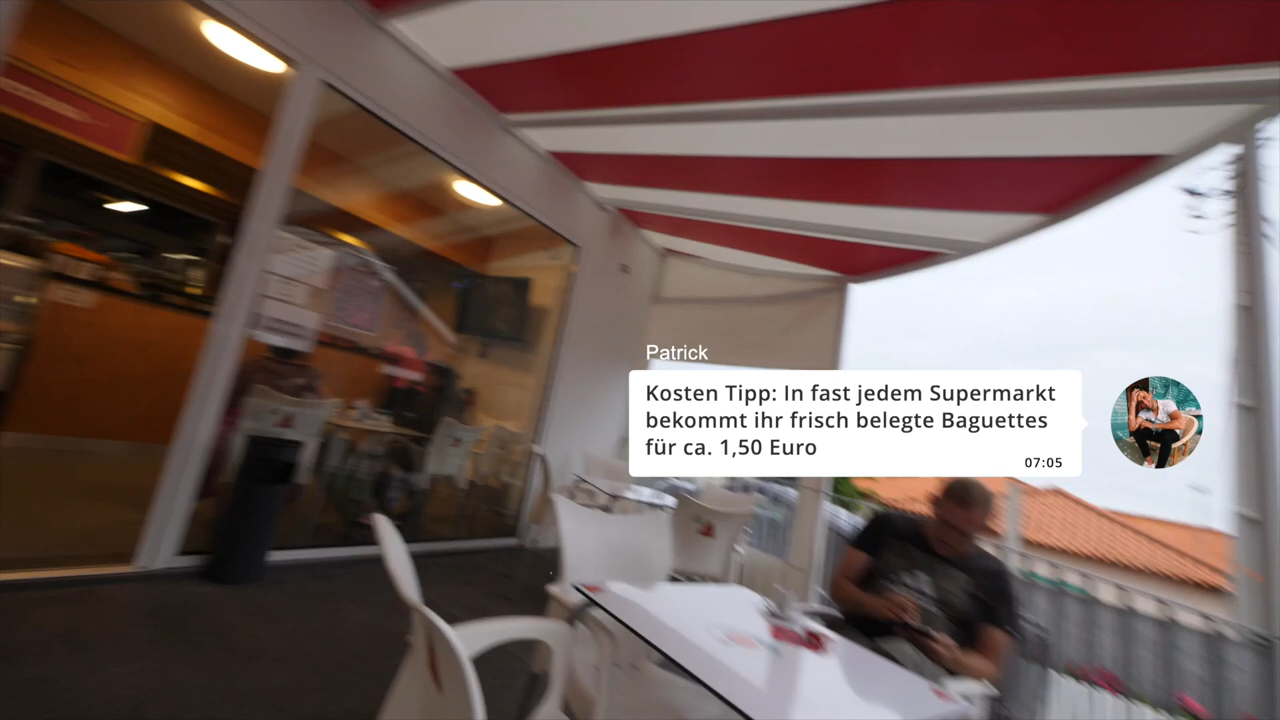 Patrick
Kosten Tipp: In fast jedem Supermarkt
bekommt ihr frisch belegte Baguettes
für ca. 1,50 Euro
07:05